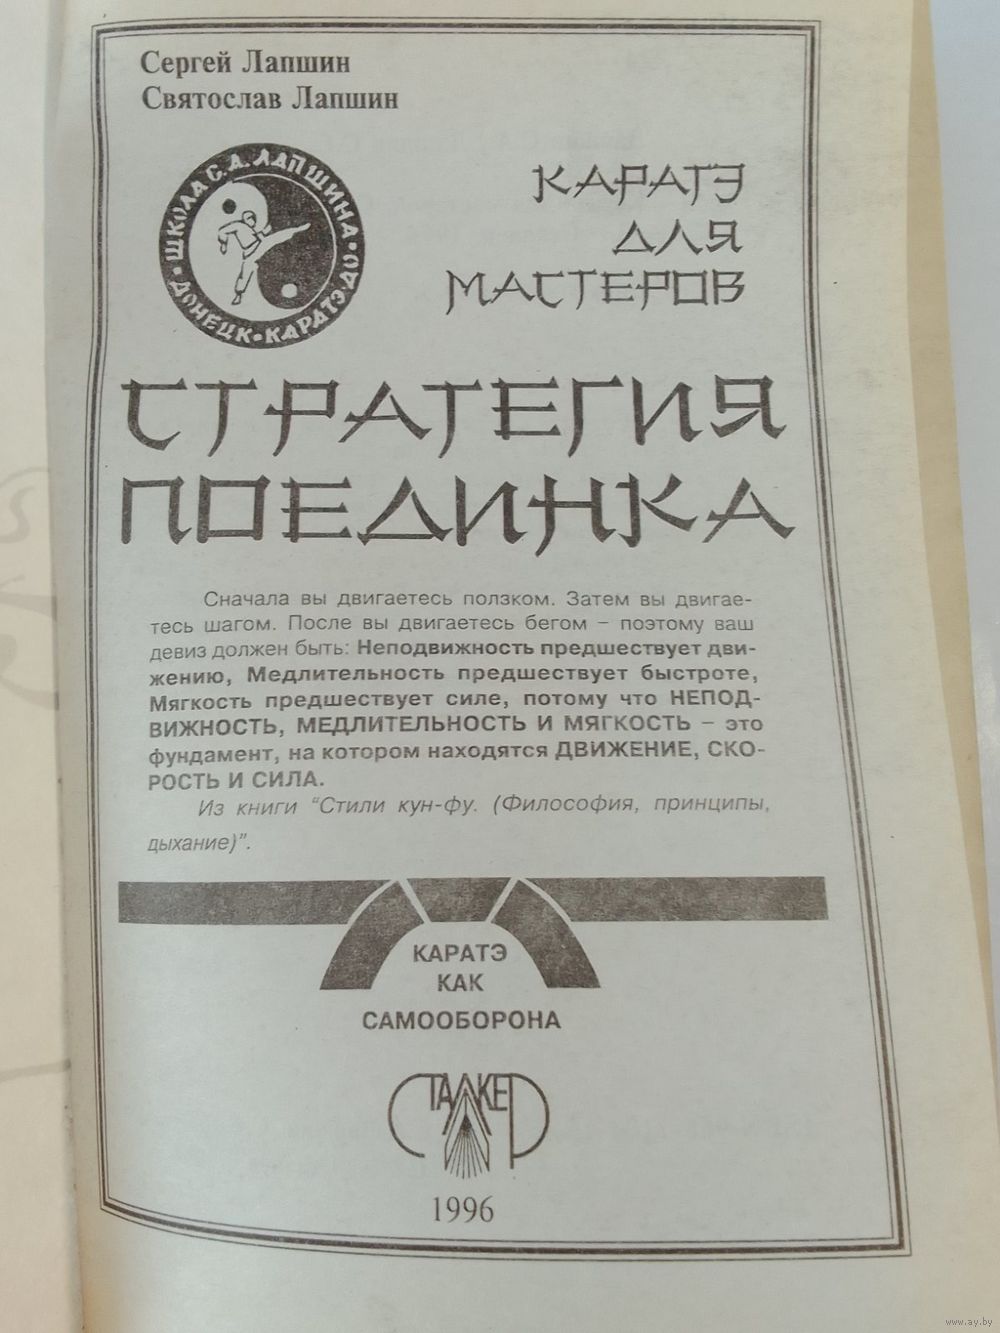 Сергей Лапшин
Святослав Лапшин
ШКОЛА С.А. ЛАПШИНА
ДОНЕЦК • КАРАТЭ-ДО
КАРАТЭ
ДЛЯ
МАСТЕРОВ
СТРАТЕГИЯ
ПОЕДИНКА
Сначала вы двигаетесь ползком. Затем вы двигае-
тесь шагом. После вы двигаетесь бегом – поэтому ваш
девиз должен быть: Неподвижность предшествует дви-
жению, Медлительность предшествует быстроте,
Мягкость предшествует силе, потому что НЕПОД-
ВИЖНОСТЬ, МЕДЛИТЕЛЬНОСТЬ И МЯГКОСТЬ – это
фундамент, на котором находятся ДВИЖЕНИЕ, СКО-
РОСТЬ И СИЛА.
Из книги "Стили кун-фу. (Философия, принципы,
дыхание)".
КАРАТЭ
КАК
САМООБОРОНА
СТАЛКЕР
1996
www.ay.by